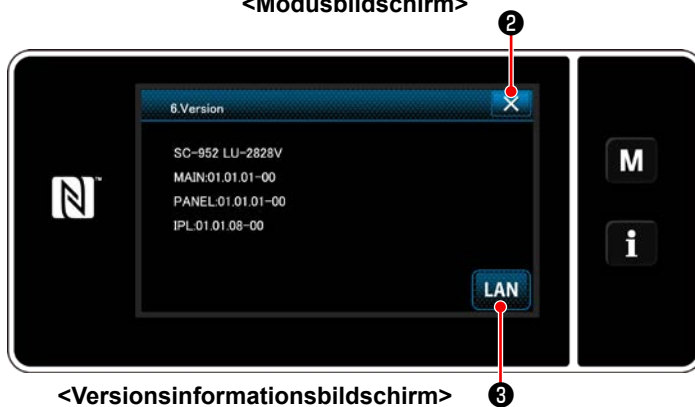 <Modusbildschirm>
❷
6.Version
SC-952 LU-2828V
MAIN:01.01.01-00
PANEL:01.01.01-00
IPL:01.01.08-00
M
i
LAN
<Versionsinformationsbildschirm>
❸